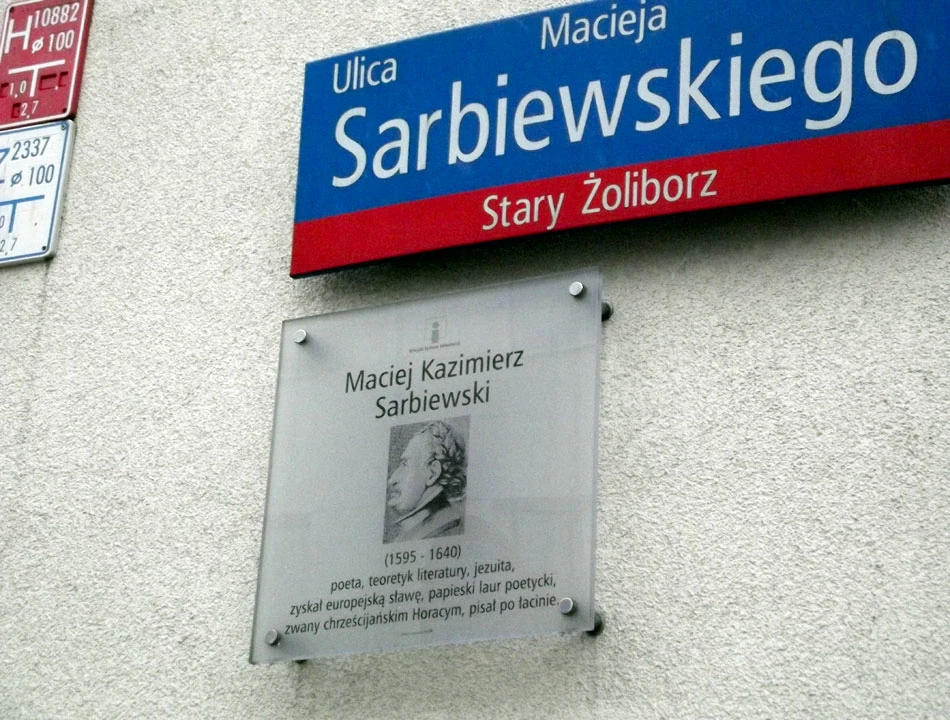 H 10882
ø 100
1,0 T
2,7
2337
ø 100
T
2,7
Ulica Macieja
Sarbiewskiego
Stary Żoliborz
Maciej Kazimierz
Sarbiewski
(1595 - 1640)
poeta, teoretyk literatury, jezuita,
zyskał europejską sławę, papieski laur poetycki,
zwany chrześcijańskim Horacym, pisał po łacinie.